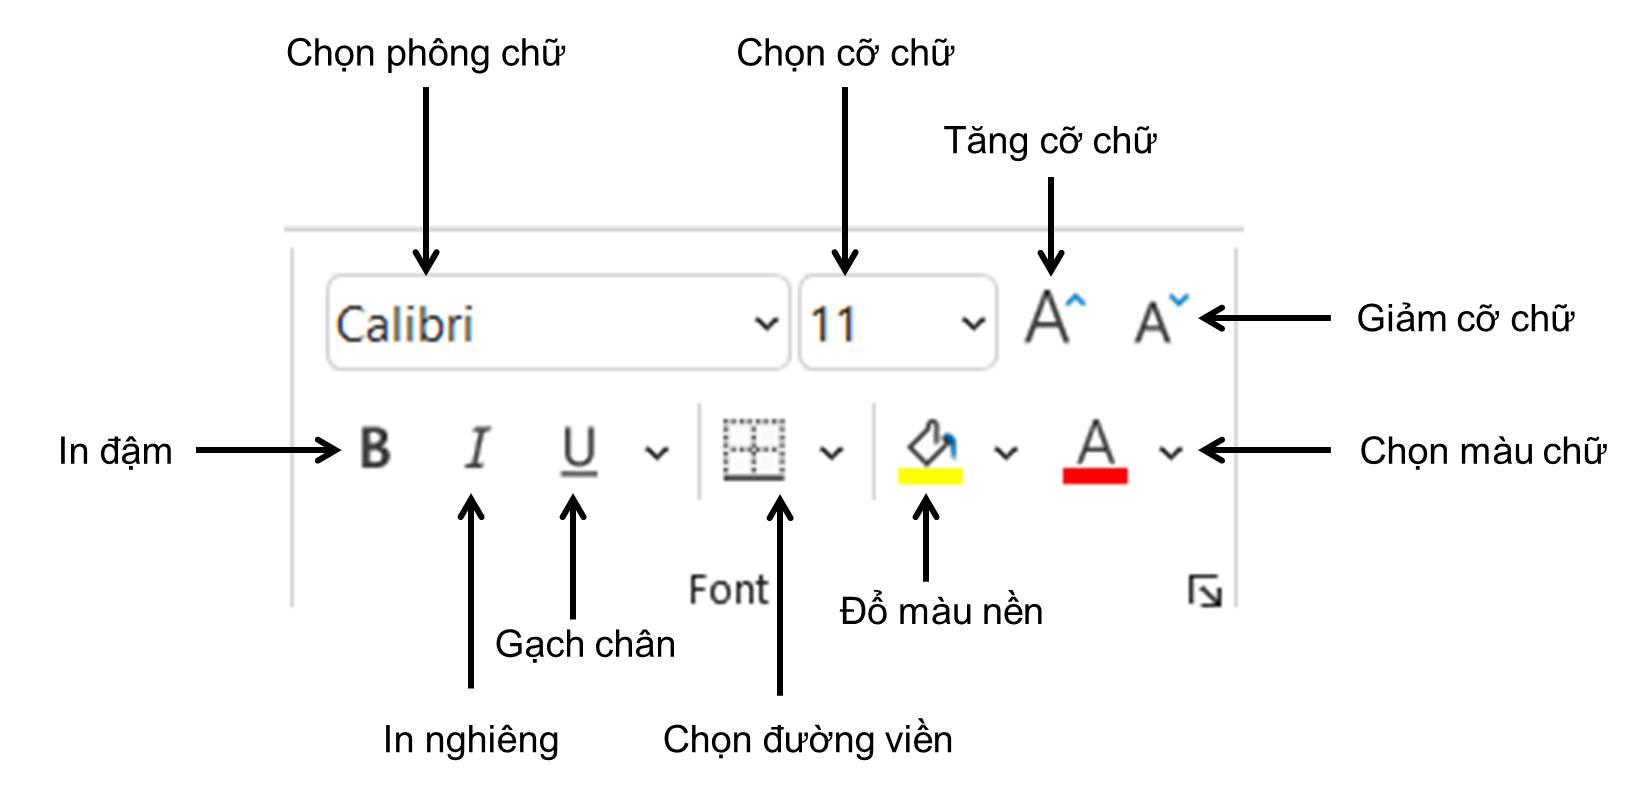 Chọn phông chữ
Chọn cỡ chữ
Tăng cỡ chữ
Calibri
11
A
A
Giảm cỡ chữ
In đậm
B
I
U
A
Chọn màu chữ
Font
Đổ màu nền
Gạch chân
In nghiêng
Chọn đường viền